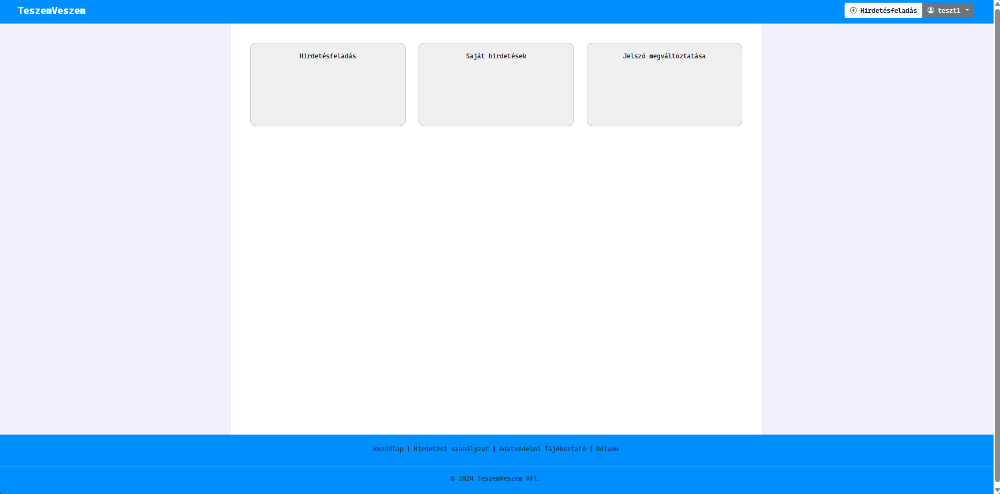 TeszemVeszem
Hirdetésfeladás teszt1
Hirdetésfeladás
Saját hirdetések
Jelszó megváltoztatása
Kezdőlap | Hirdetési szabályzat | Adatvédelmi Tájékoztató | Rólunk
© 2024 TeszemVeszem Kft.